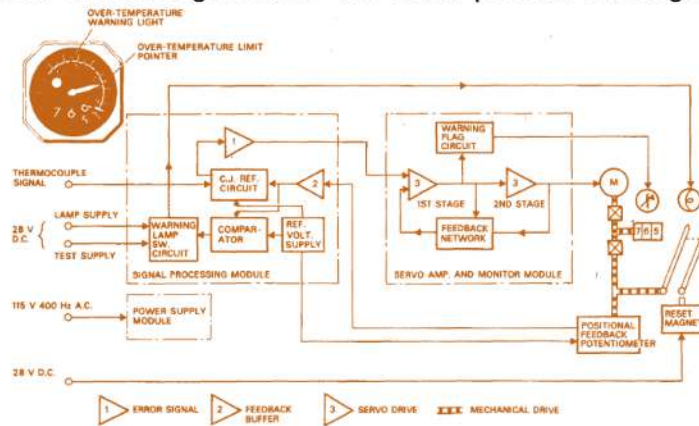 OVER-TEMPERATURE
WARNING LIGHT
OVER-TEMPERATURE LIMIT
POINTER
7 6
WARNING
FLAG
CIRCUIT
1
THERMOCOUPLE
SIGNAL
C.J. REF.
CIRCUIT
2
3
1ST STAGE
3
2ND STAGE
M
LAMP SUPPLY
28 V
D.C.
TEST SUPPLY
WARNING
LAMP
SW.
CIRCUIT
COMPAR-
ATOR
REF.
VOLT.
SUPPLY
FEEDBACK
NETWORK
7 6 5
SIGNAL PROCESSING MODULE
SERVO AMP. AND MONITOR MODULE
115 V 400 Hz A.C.
POWER SUPPLY
MODULE
POSITIONAL
FEEDBACK
POTENTIOMETER
RESET
MAGNET
28 V D.C.
1 ERROR SIGNAL
2 FEEDBACK
BUFFER
3 SERVO DRIVE
MECHANICAL DRIVE